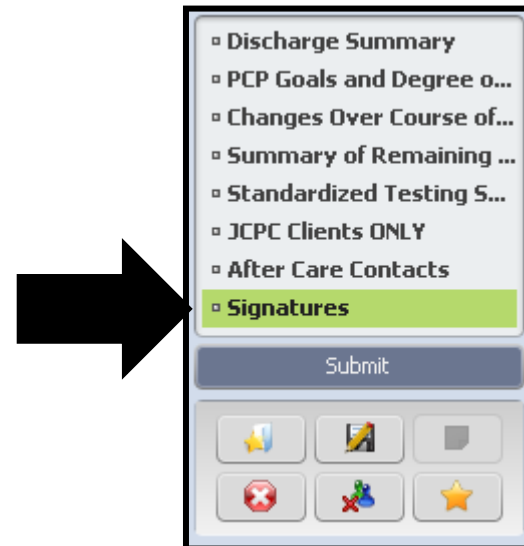 Discharge Summary
PCP Goals and Degree o...
Changes Over Course of...
Summary of Remaining ...
Standardized Testing S...
JCPC Clients ONLY
After Care Contacts
Signatures
Submit